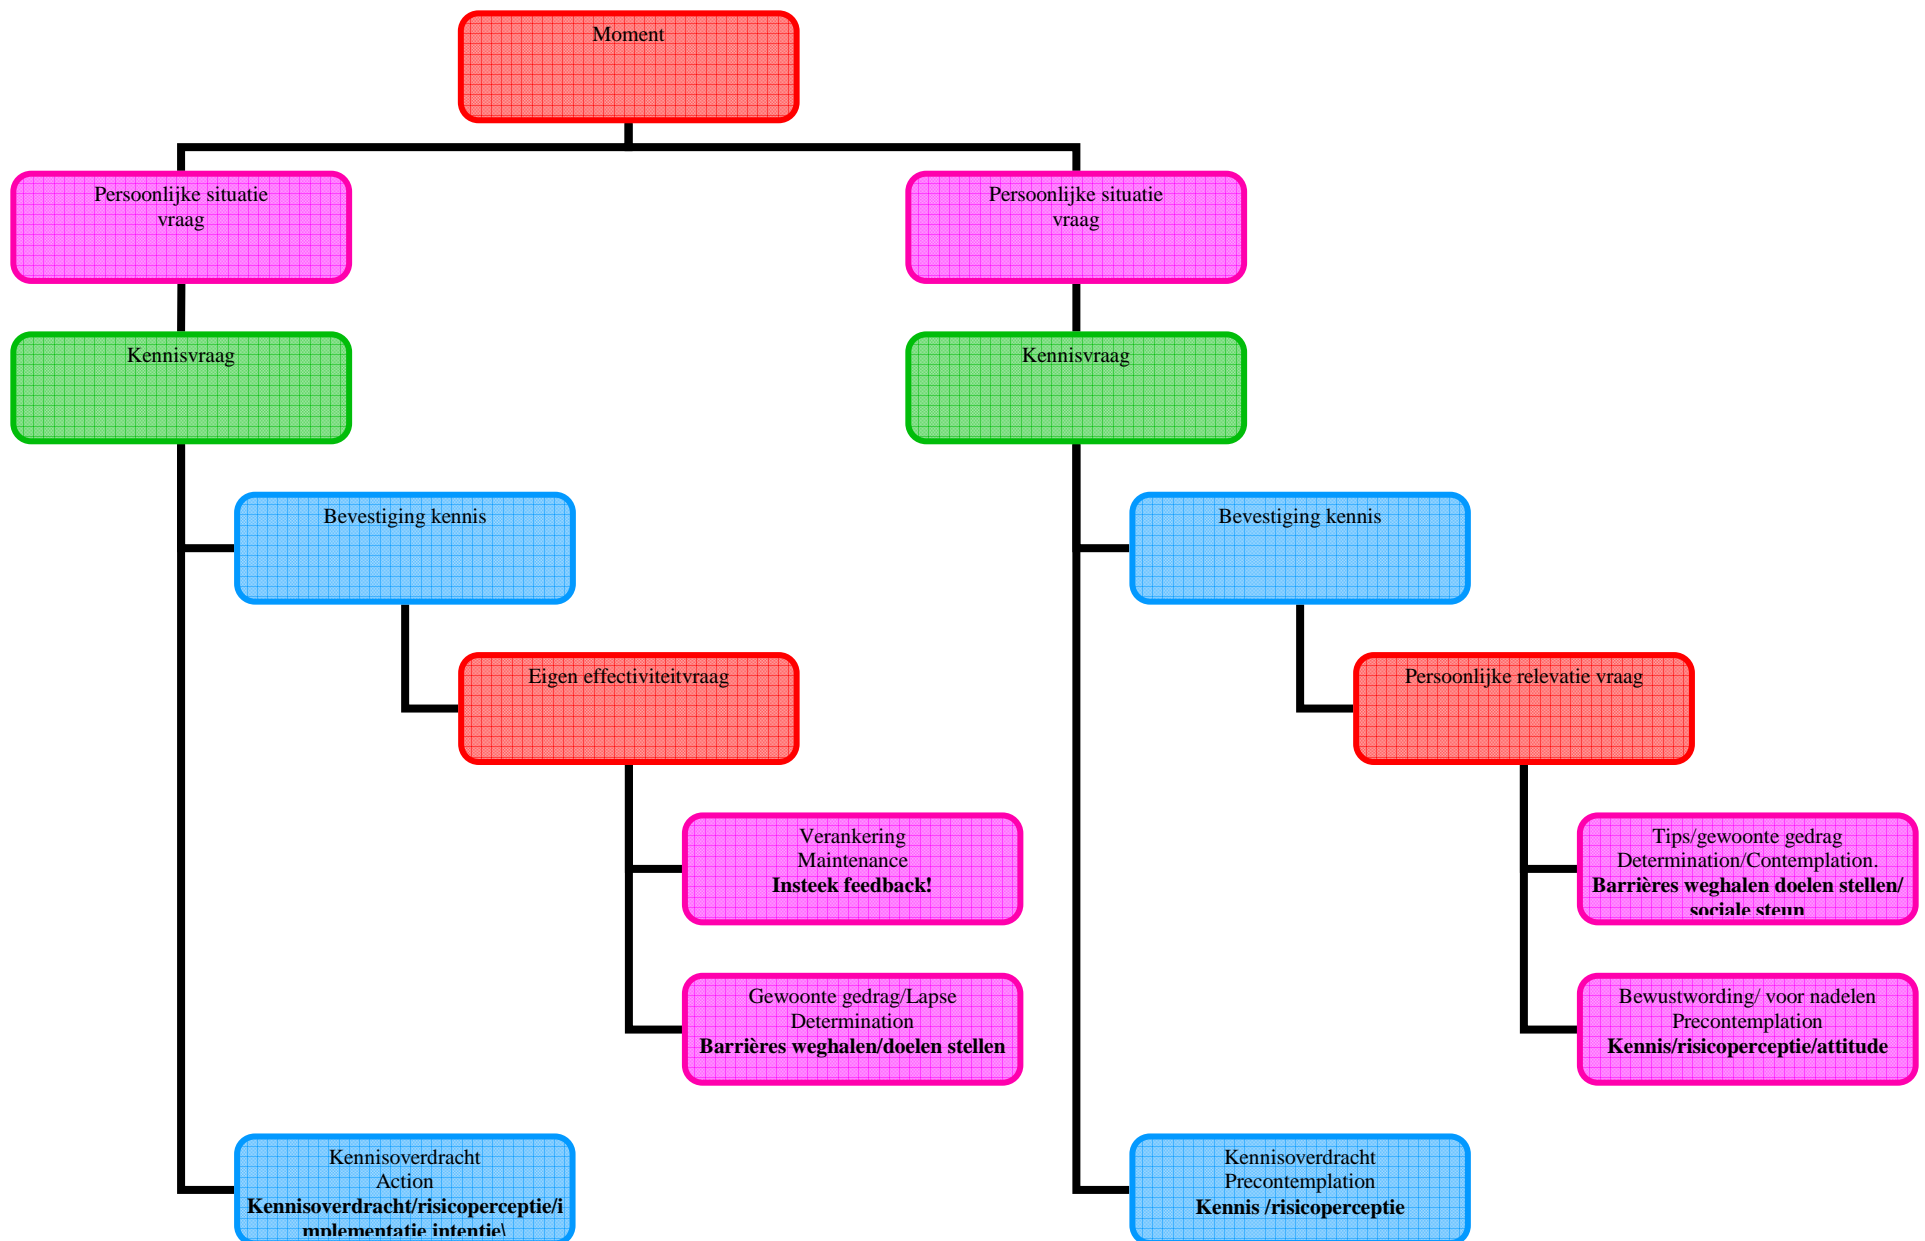 Moment
Persoonlijke situatie
vraag
Persoonlijke situatie
vraag
Kennisvraag
Kennisvraag
Bevestiging kennis
Bevestiging kennis
Eigen effectiviteitvraag
Persoonlijke relevatie vraag
Verankering
Maintenance
Insteek feedback!
Tips/gewoonte gedrag
Determination/Contemplation.
Barrières weghalen doelen stellen/
sociale steun
Gewoonte gedrag/Lapse
Determination
Barrières weghalen/doelen stellen
Bewustwording/ voor nadelen
Precontemplation
Kennis/risicoperceptie/attitude
Kennisoverdracht
Action
Kennisoverdracht/risicoperceptie/i
mplementatie intentie\
Kennisoverdracht
Precontemplation
Kennis /risicoperceptie